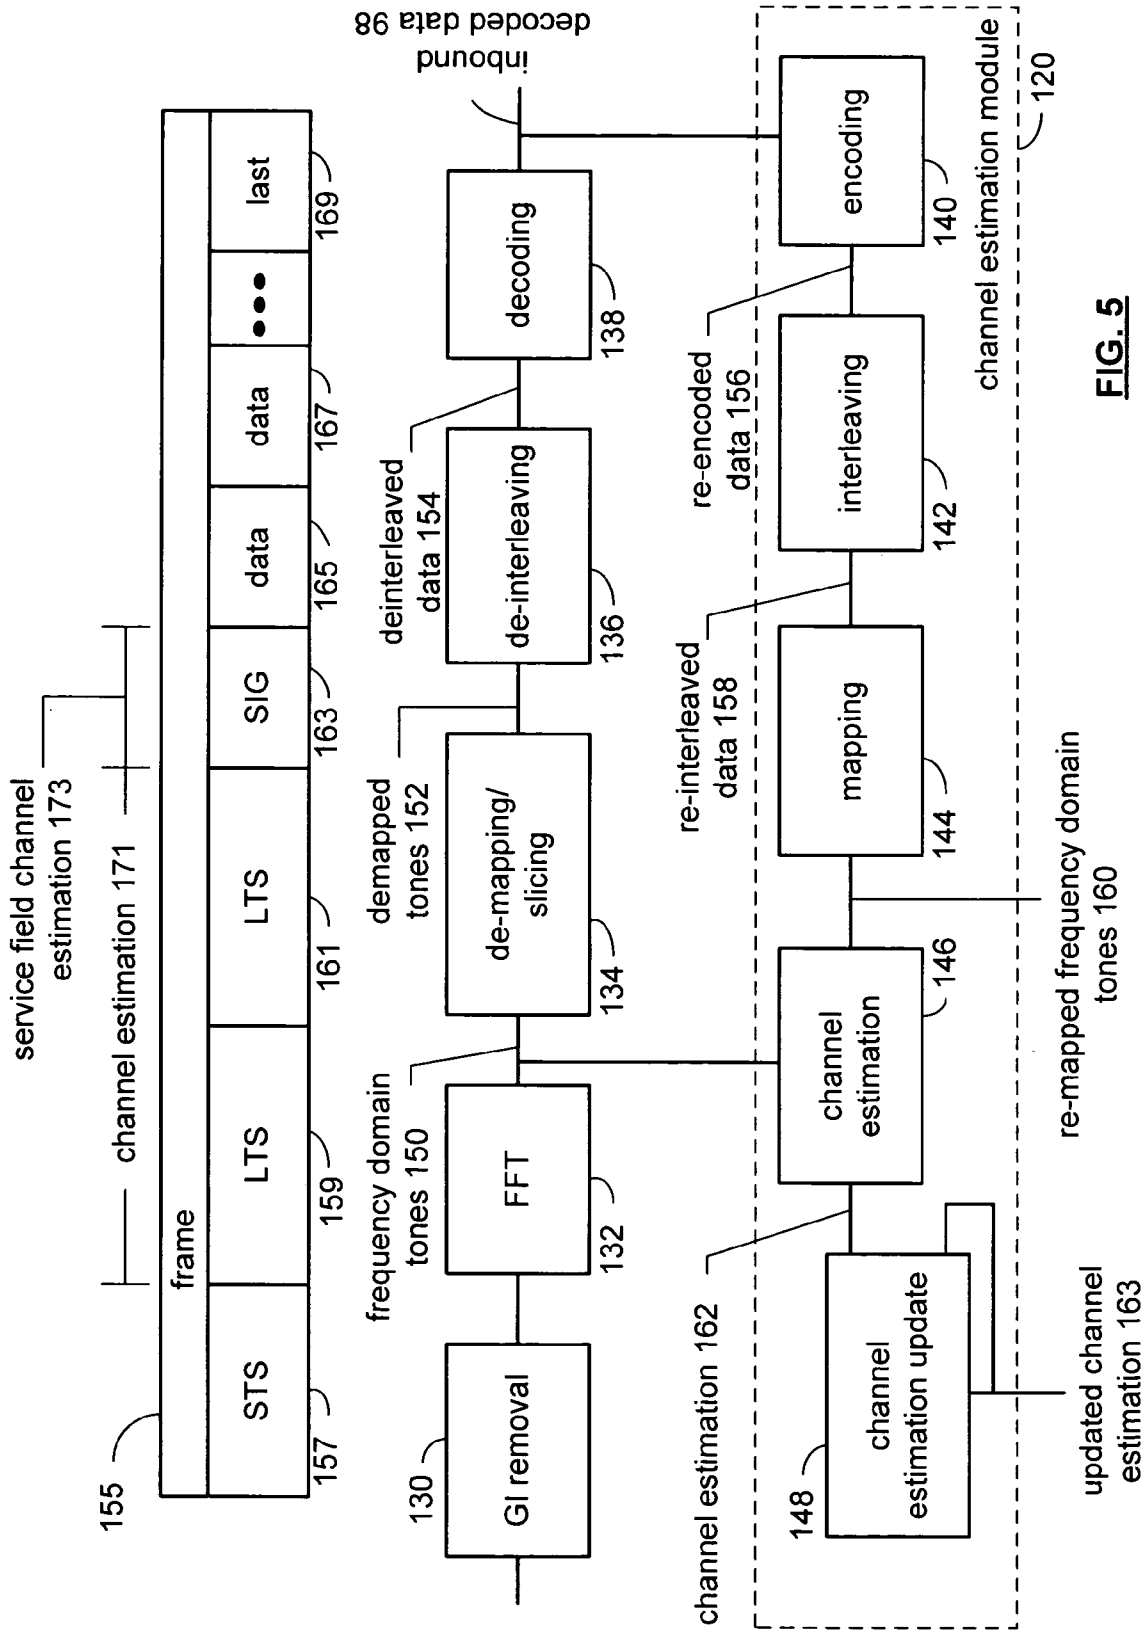 service field channel
estimation 173
channel estimation 171
155
frame
STS
LTS
LTS
SIG
data
data
●●●
last
157
159
161
163
165
167
169
frequency domain
tones 150
demapped
tones 152
deinterleaved
data 154
inbound
decoded data 98
130
GI removal
FFT
de-mapping/
slicing
de-interleaving
decoding
132
134
136
138
channel estimation 162
re-interleaved
data 158
re-encoded
data 156
148
channel
estimation update
channel
estimation
mapping
interleaving
encoding
146
144
142
140
channel estimation module
120
updated channel
estimation 163
re-mapped frequency domain
tones 160
FIG. 5